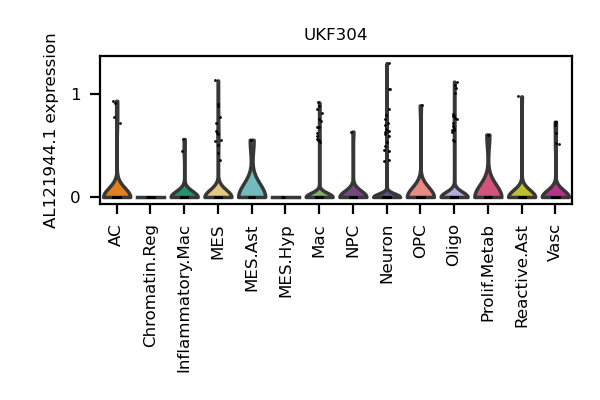 UKF304
AL121944.1 expression
1
0
AC
Chromatin.Reg
Inflammatory.Mac
MES
MES.Ast
MES.Hyp
Mac
NPC
Neuron
OPC
Oligo
Prolif.Metab
Reactive.Ast
Vasc